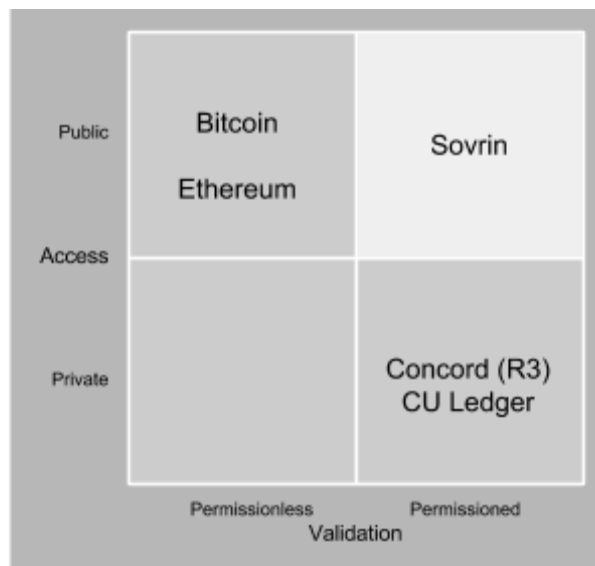 Public
Bitcoin
Ethereum
Sovrin
Access
Private
Concord (R3)
CU Ledger
Permissionless
Permissioned
Validation